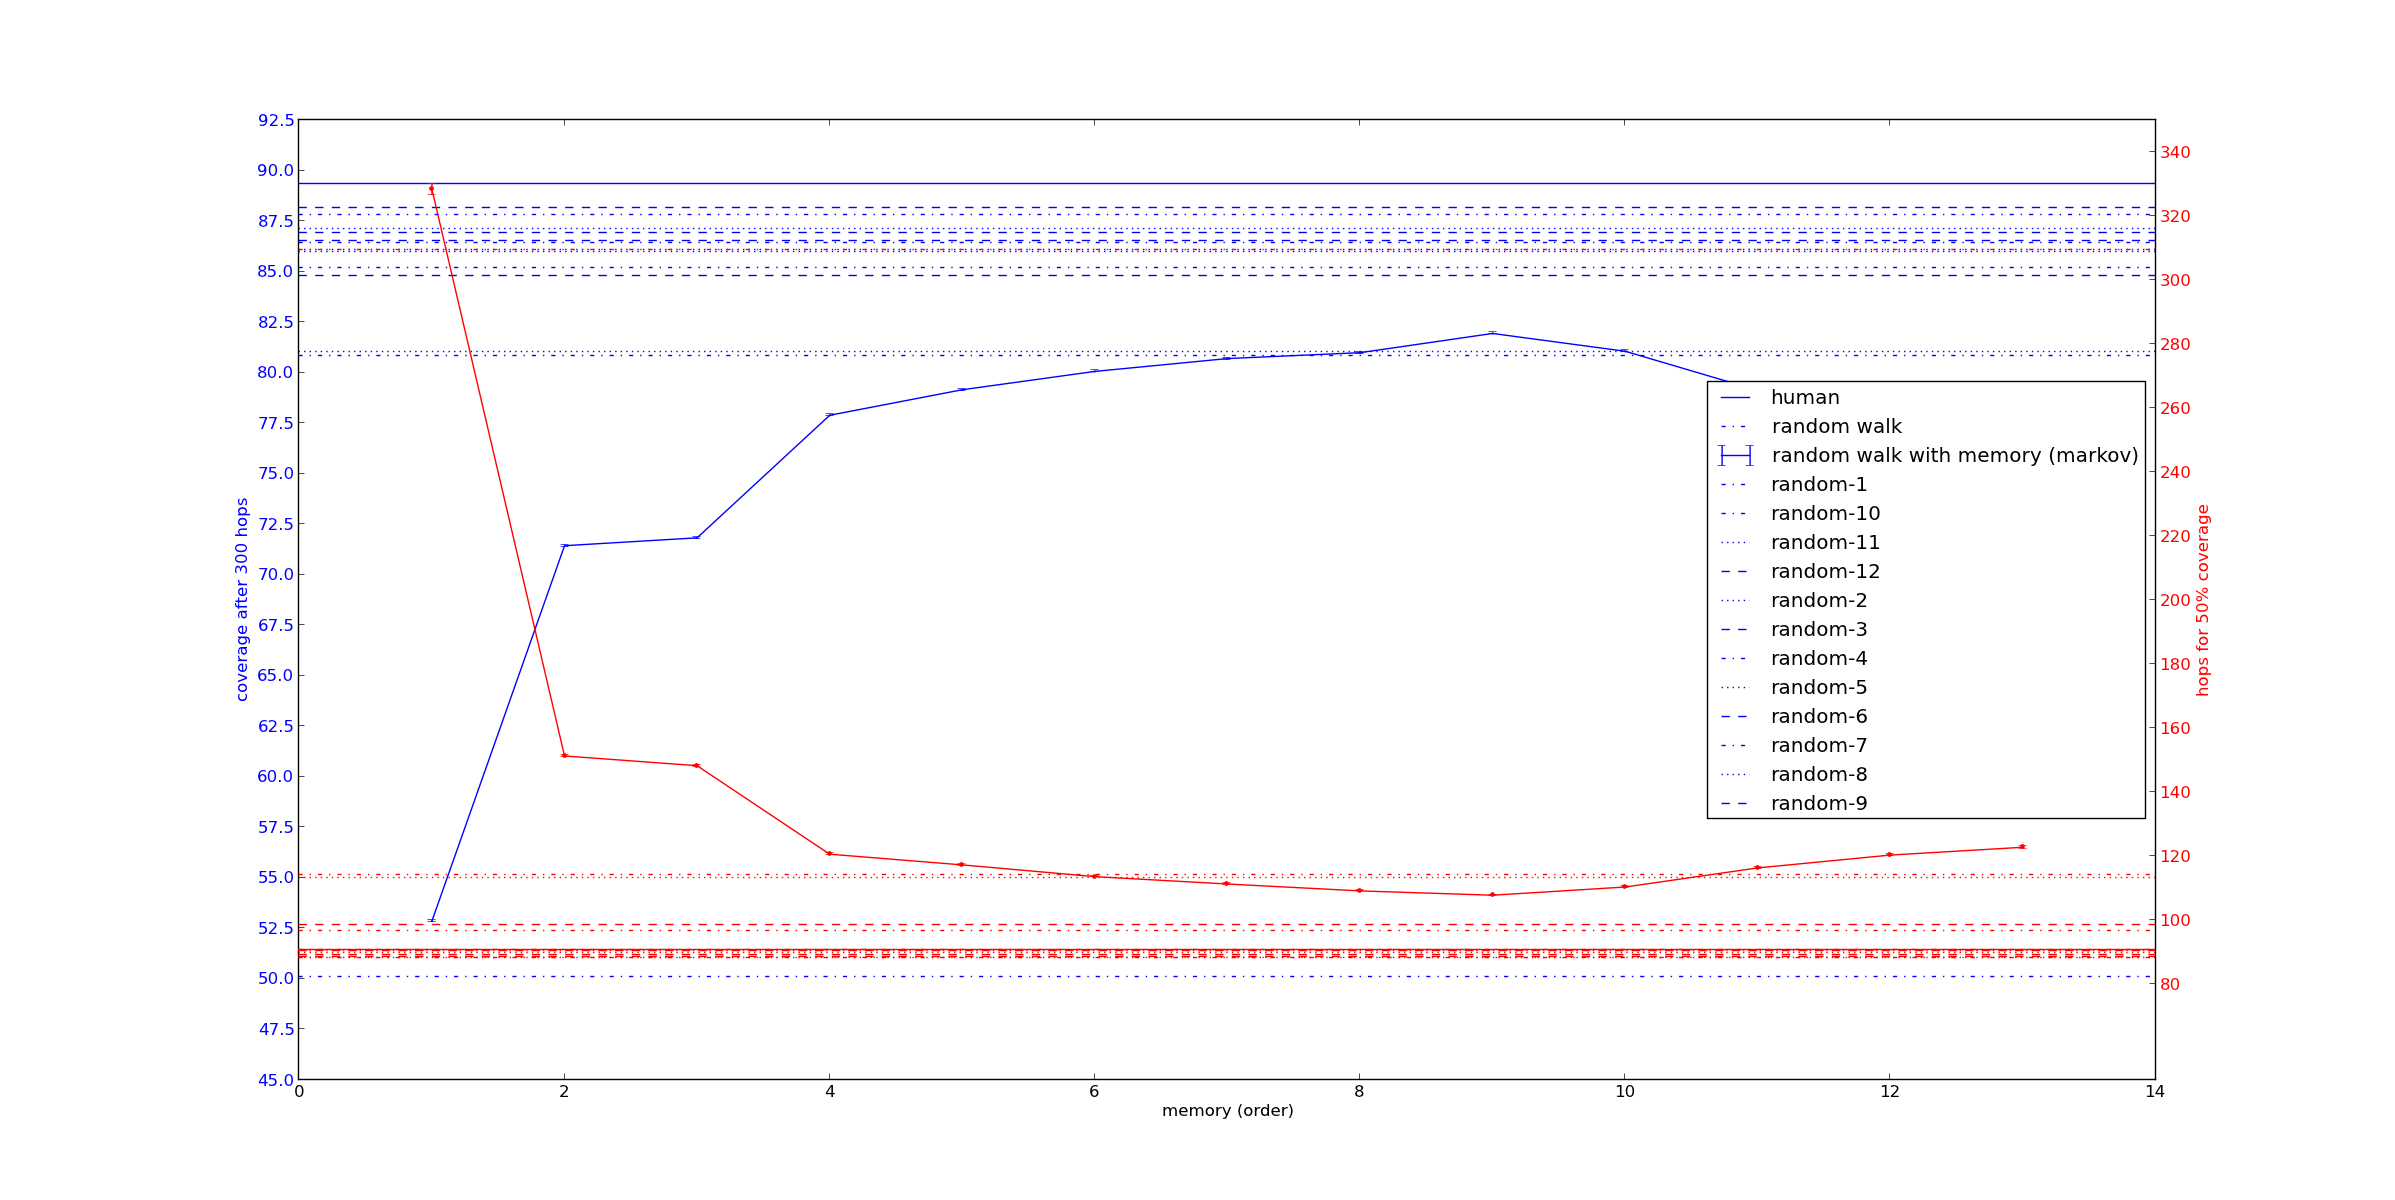 92.5
90.0
87.5
85.0
82.5
80.0
77.5
75.0
72.5
70.0
67.5
65.0
62.5
60.0
57.5
55.0
52.5
50.0
47.5
45.0
coverage after 300 hops
0 2 4 6 8 10 12 14
memory (order)
human
random walk
random walk with memory (markov)
random-1
random-10
random-11
random-12
random-2
random-3
random-4
random-5
random-6
random-7
random-8
random-9
340
320
300
280
260
240
220
200
180
160
140
120
100
80
hops for 50% coverage